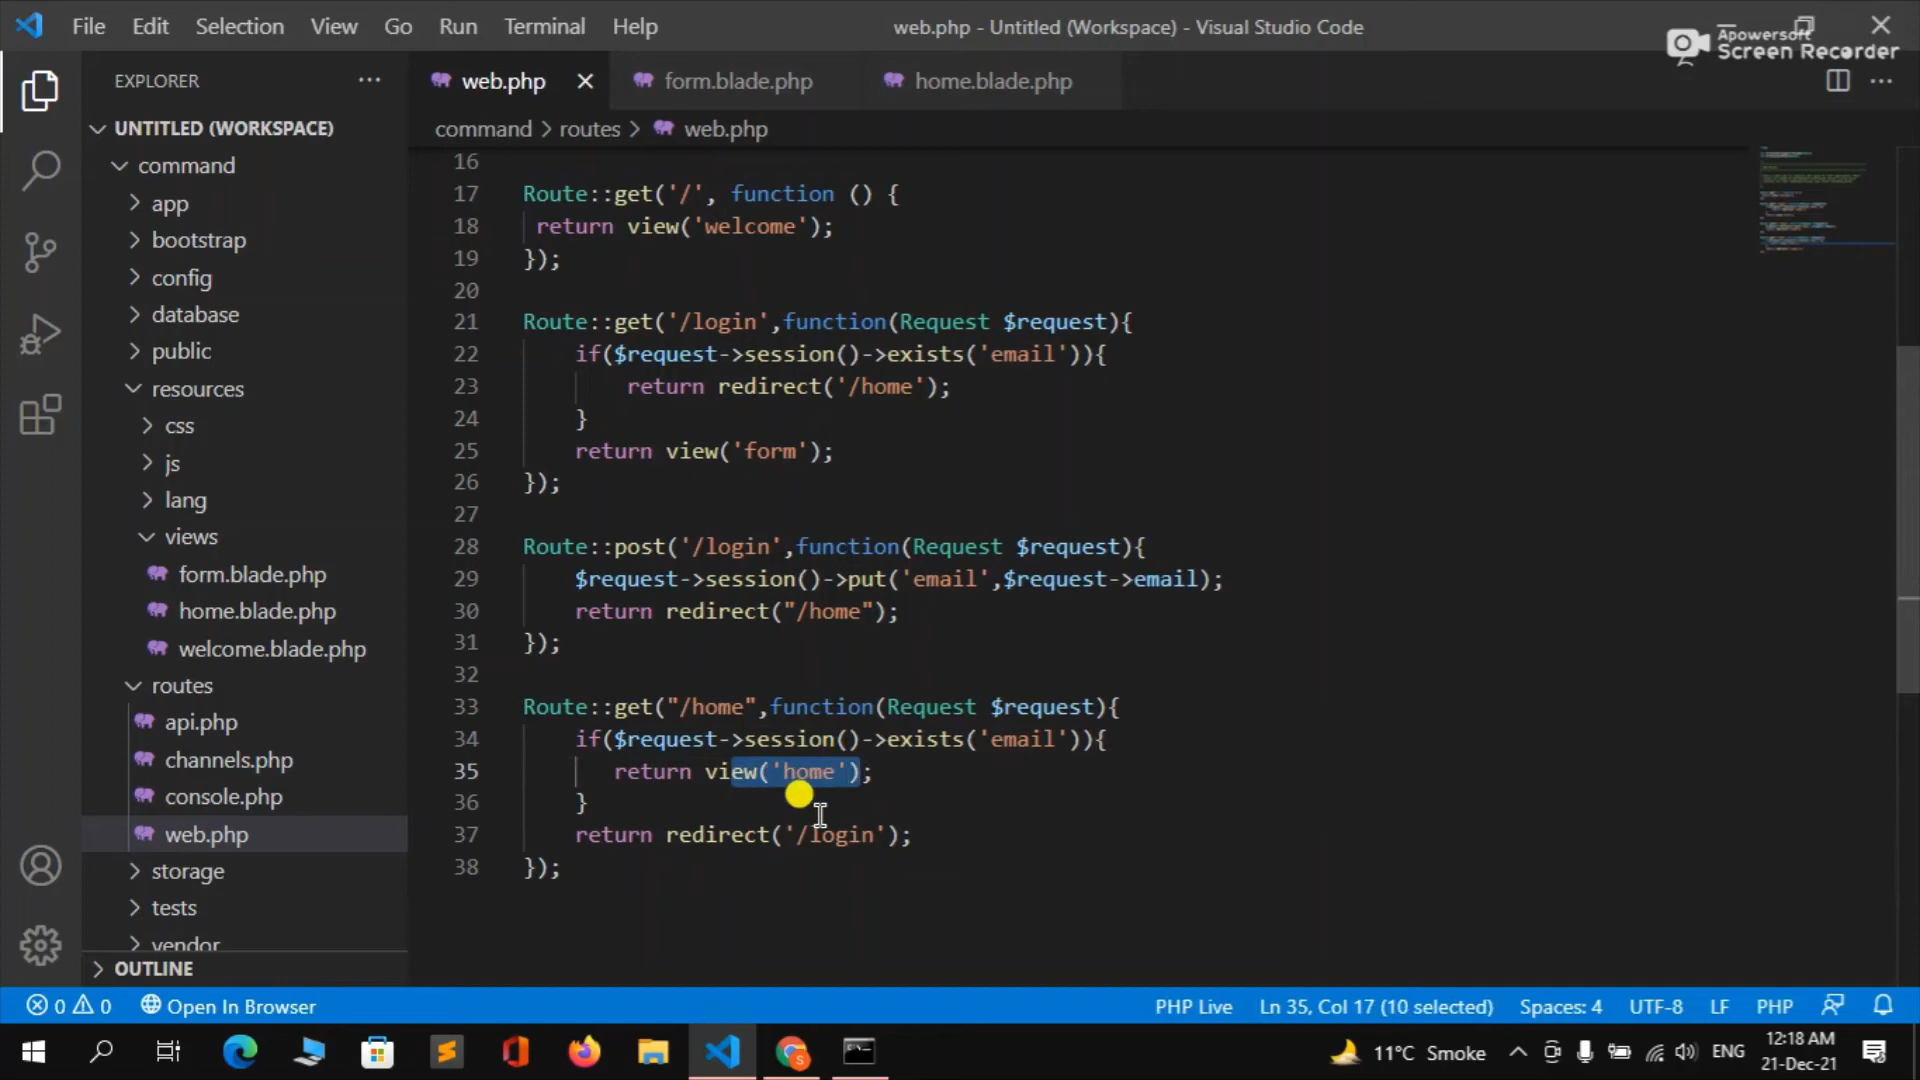 File Edit Selection View Go Run Terminal Help
web.php - Untitled (Workspace) - Visual Studio Code
Apowersoft
Screen Recorder
EXPLORER
web.php
form.blade.php
home.blade.php
UNTITLED (WORKSPACE)
command
app
bootstrap
config
database
public
resources
css
js
lang
views
form.blade.php
home.blade.php
welcome.blade.php
routes
api.php
channels.php
console.php
web.php
storage
tests
vendor
OUTLINE
command > routes > web.php
16
17 Route::get('/', function () {
18 return view('welcome');
19 });
20
21 Route::get('/login',function(Request $request){
22 if($request->session()->exists('email')){
23 return redirect('/home');
24 }
25 return view('form');
26 });
27
28 Route::post('/login',function(Request $request){
29 $request->session()->put('email',$request->email);
30 return redirect("/home");
31 });
32
33 Route::get("/home",function(Request $request){
34 if($request->session()->exists('email')){
35 return view('home');
36 }
37 return redirect('/login');
38 });
0 0 Open In Browser
PHP Live Ln 35, Col 17 (10 selected) Spaces: 4 UTF-8 LF PHP
11°C Smoke
ENG
12:18 AM
21-Dec-21